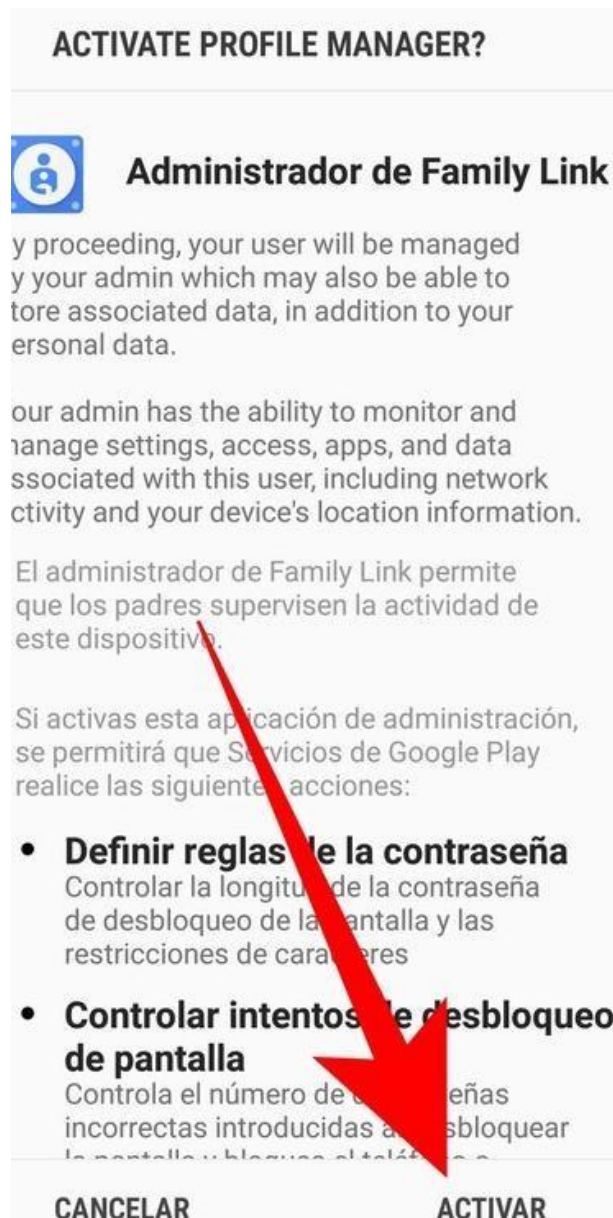 ACTIVATE PROFILE MANAGER?
Administrador de Family Link
y proceeding, your user will be managed
y your admin which may also be able to
tore associated data, in addition to your
ersonal data.
our admin has the ability to monitor and
anage settings, access, apps, and data
ssociated with this user, including network
ctivity and your device's location information.
El administrador de Family Link permite
que los padres supervisen la actividad de
este dispositivo.
Si activas esta aplicación de administración,
se permitirá que Servicios de Google Play
realice las siguientes acciones:
• Definir reglas de la contraseña
Controlar la longitud de la contraseña
de desbloqueo de la pantalla y las
restricciones de caracteres
• Controlar intentos de desbloqueo
de pantalla
Controla el número de contraseñas
incorrectas introducidas al desbloquear
CANCELAR ACTIVAR